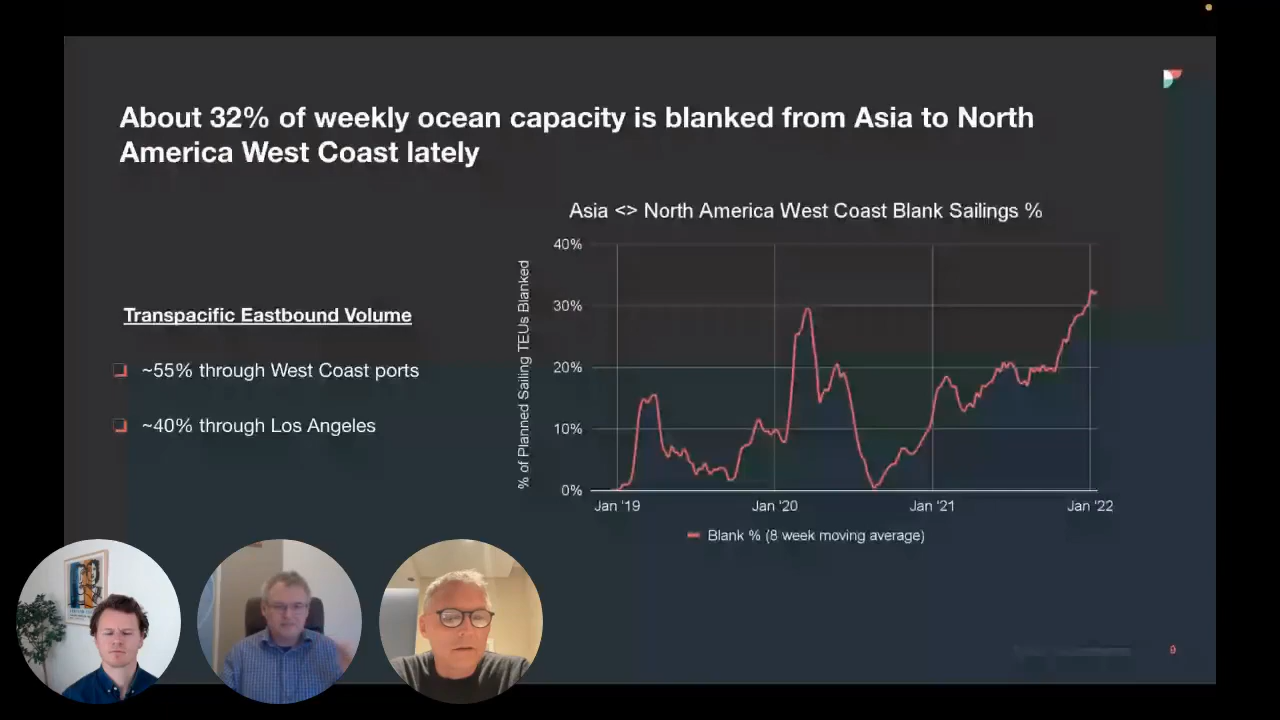 About 32% of weekly ocean capacity is blanked from Asia to North
America West Coast lately
Transpacific Eastbound Volume
~55% through West Coast ports
~40% through Los Angeles
Asia <> North America West Coast Blank Sailings %
% of Planned Sailing TEUs Blanked
40%
30%
20%
10%
0%
Jan '19
Jan '20
Jan '21
Jan '22
Blank % (8 week moving average)
9